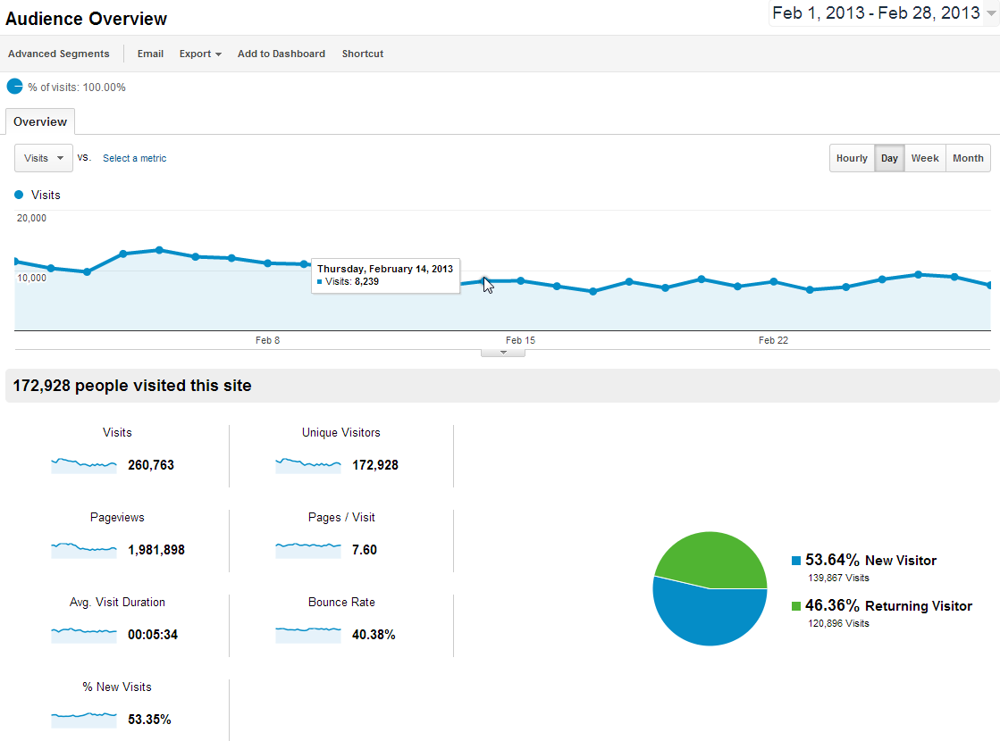 Audience Overview
Feb 1, 2013 - Feb 28, 2013
Advanced Segments Email Export Add to Dashboard Shortcut
% of visits: 100.00%
Overview
Visits vs. Select a metric
Hourly Day Week Month
Visits
20,000
10,000
Thursday, February 14, 2013
Visits: 8,239
Feb 8 Feb 15 Feb 22
172,928 people visited this site
Visits
260,763
Unique Visitors
172,928
Pageviews
1,981,898
Pages / Visit
7.60
Avg. Visit Duration
00:05:34
Bounce Rate
40.38%
% New Visits
53.35%
53.64% New Visitor
139,867 Visits
46.36% Returning Visitor
120,896 Visits